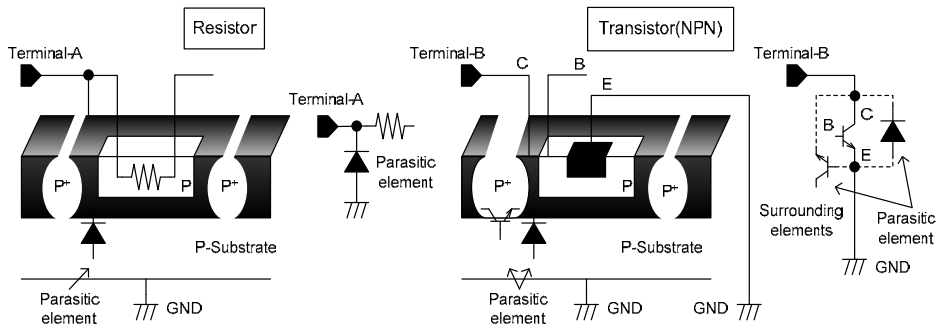 Resistor
Terminal-A
P+
P
P+
P-Substrate
Parasitic
element
GND
Terminal-A
Parasitic
element
Transistor(NPN)
Terminal-B
C
B
E
P+
P
P+
P-Substrate
Parasitic
element
GND
GND
Terminal-B
C
B
E
Surrounding
elements
Parasitic
element
GND